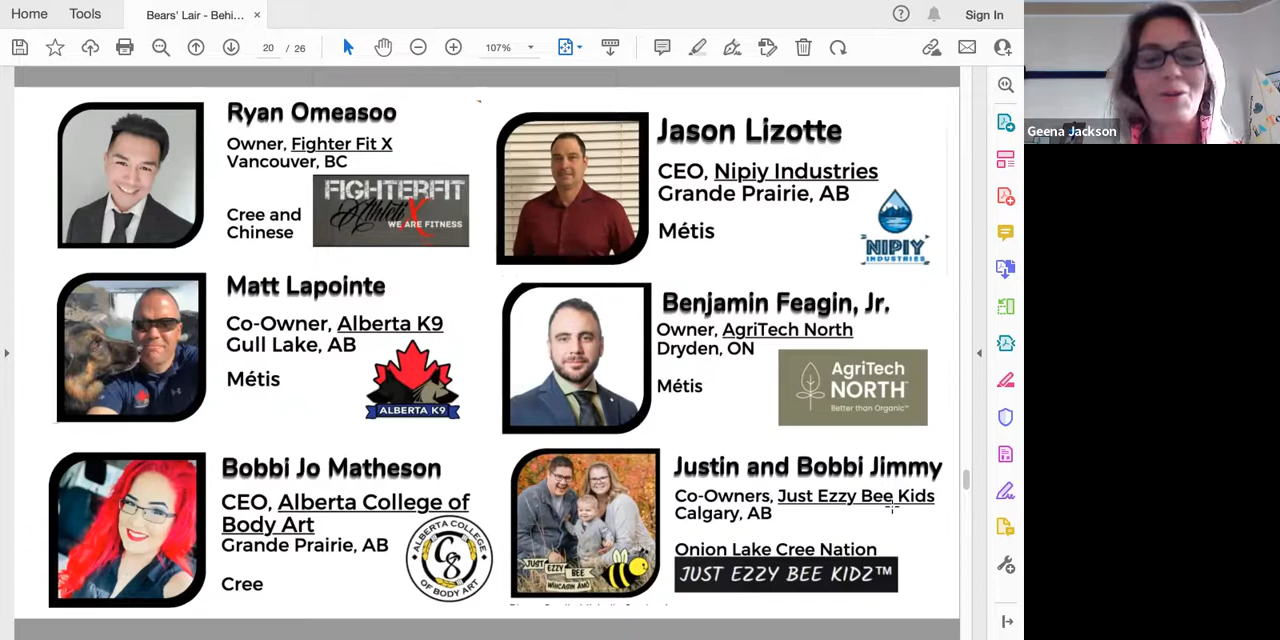 Home
Tools
Bears' Lair - Behi...
×
Sign In
20 / 26
107%
Geena Jackson
Ryan Omeasoo
Owner, Fighter Fit X
Vancouver, BC
Cree and
Chinese
FIGHTERFIT
AthletiX
WE ARE FITNESS
Jason Lizotte
CEO, Nipiy Industries
Grande Prairie, AB
Métis
NIPIY
INDUSTRIES
Matt Lapointe
Co-Owner, Alberta K9
Gull Lake, AB
Métis
ALBERTA K9
Benjamin Feagin, Jr.
Owner, AgriTech North
Dryden, ON
Métis
AgriTech
NORTH™
Better than Organic™
Bobbi Jo Matheson
CEO, Alberta College of
Body Art
Grande Prairie, AB
Cree
ALBERTA COLLEGE
OF BODY ART
Justin and Bobbi Jimmy
Co-Owners, Just Ezzy Bee Kids
Calgary, AB
Onion Lake Cree Nation
JUST EZZY BEE
JUST EZZY BEE KIDZ™